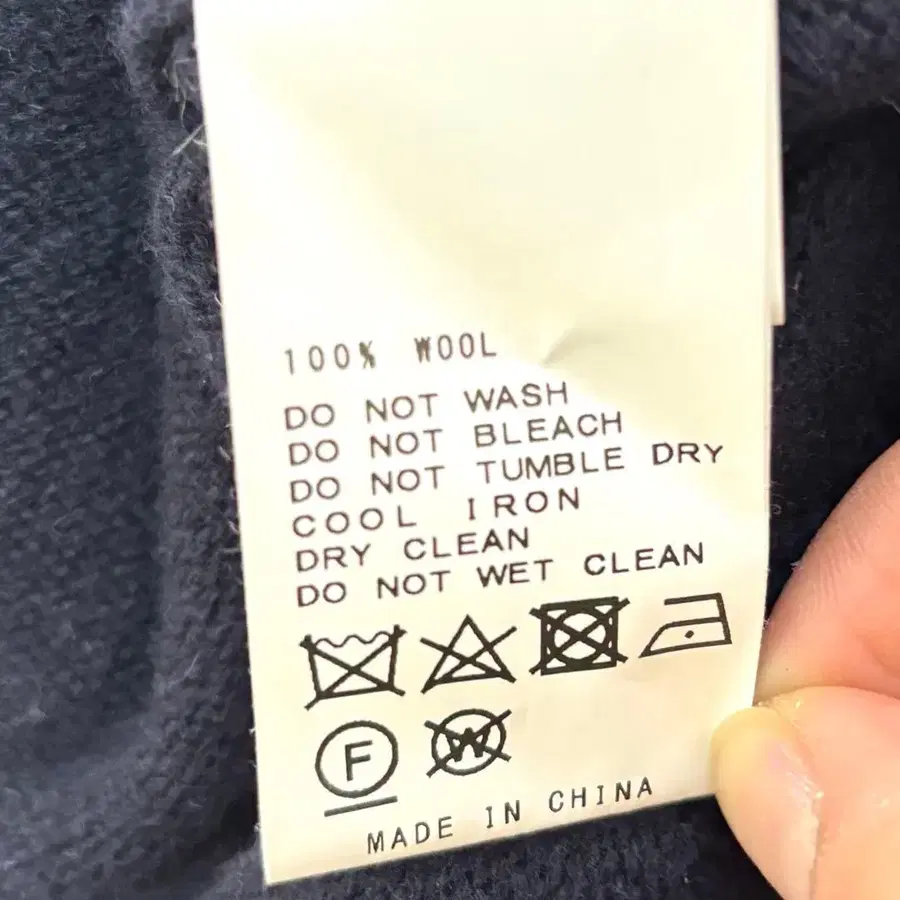 100% WOOL
DO NOT WASH
DO NOT BLEACH
DO NOT TUMBLE DRY
COOL IRON
DRY CLEAN
DO NOT WET CLEAN
F W
MADE IN CHINA